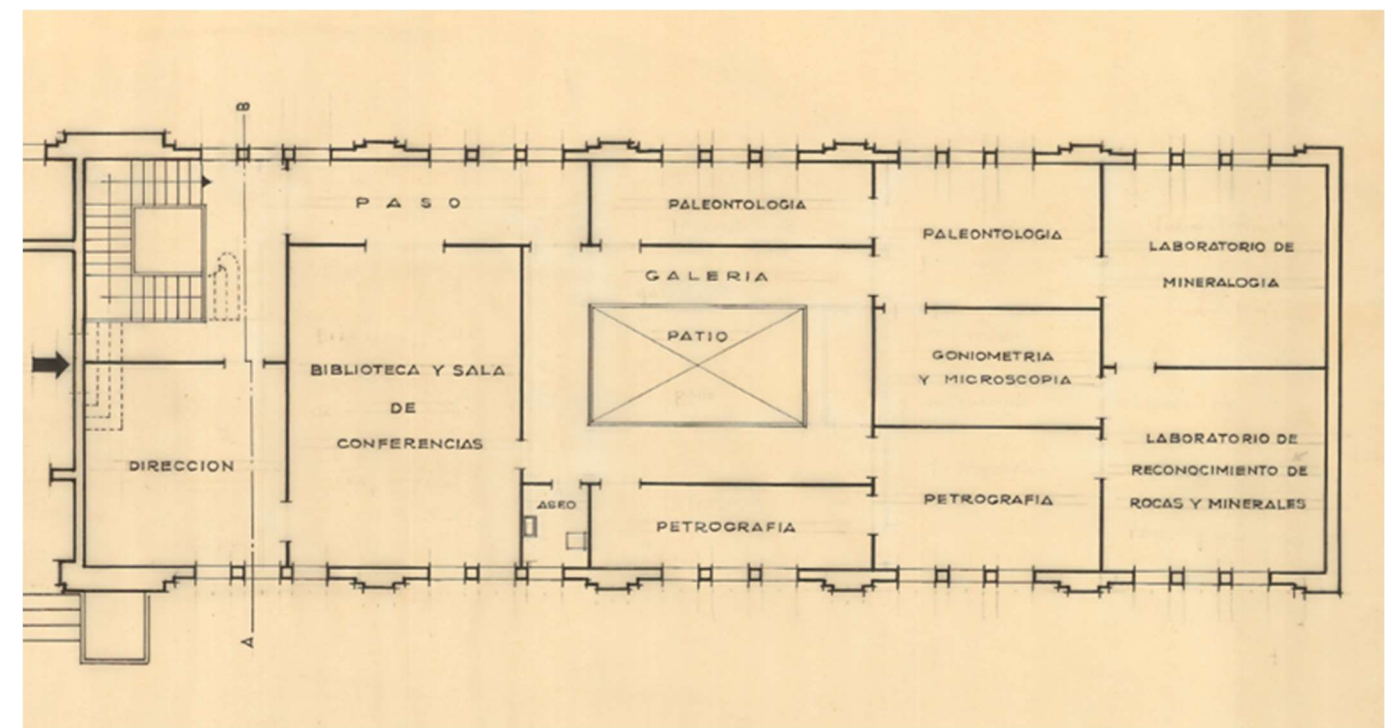 B
PASO
PALEONTOLOGIA
PALEONTOLOGIA
LABORATORIO DE
MINERALOGIA
GALERIA
PATIO
GONIOMETRIA
Y MICROSCOPIA
BIBLIOTECA Y SALA
DE
CONFERENCIAS
DIRECCION
LABORATORIO DE
RECONOCIMIENTO DE
ROCAS Y MINERALES
ASEO
PETROGRAFIA
PETROGRAFIA
A